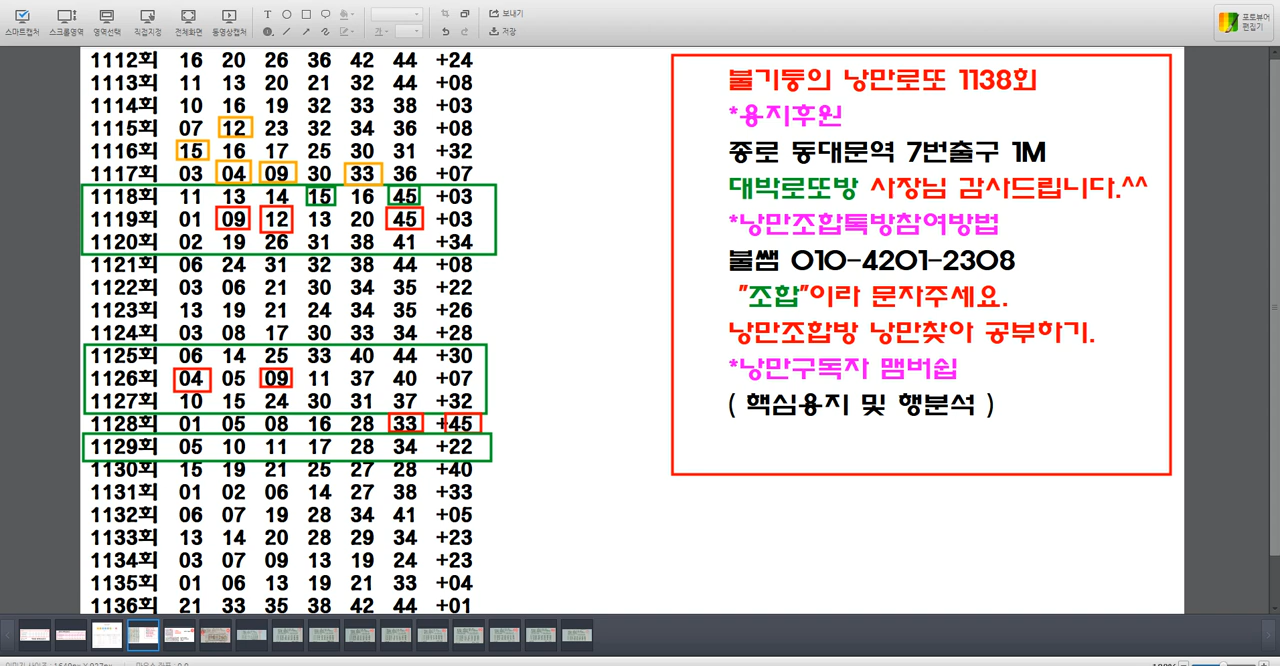 스마트캡처 스크롤영역 영역선택 직접지정 전체화면 동영상캡처
T
가
보내기
저장
포토뷰어
편집기
1112회 16 20 26 36 42 44 +24
1113회 11 13 20 21 32 44 +08
1114회 10 16 19 32 33 38 +03
1115회 07 12 23 32 34 36 +08
1116회 15 16 17 25 30 31 +32
1117회 03 04 09 30 33 36 +07
1118회 11 13 14 15 16 45 +03
1119회 01 09 12 13 20 45 +03
1120회 02 19 26 31 38 41 +34
1121회 06 24 31 32 38 44 +08
1122회 03 06 21 30 34 35 +22
1123회 13 19 21 24 34 35 +26
1124회 03 08 17 30 33 34 +28
1125회 06 14 25 33 40 44 +30
1126회 04 05 09 11 37 40 +07
1127회 10 15 24 30 31 37 +32
1128회 01 05 08 16 28 33 +45
1129회 05 10 11 17 28 34 +22
1130회 15 19 21 25 27 28 +40
1131회 01 02 06 14 27 38 +33
1132회 06 07 19 28 34 41 +05
1133회 13 14 20 28 29 34 +23
1134회 03 07 09 13 19 24 +23
1135회 01 06 13 19 21 33 +04
1136회 21 33 35 38 42 44 +01
불기둥의 낭만로또 1138회
*용지후원
종로 동대문역 7번출구 1M
대박로또방 사장님 감사드립니다.^^
*낭만조합톡방참여방법
불쌤 010-4201-2308
"조합"이라 문자주세요.
낭만조합방 낭만찾아 공부하기.
*낭만구독자 맴버쉽
( 핵심용지 및 행분석 )